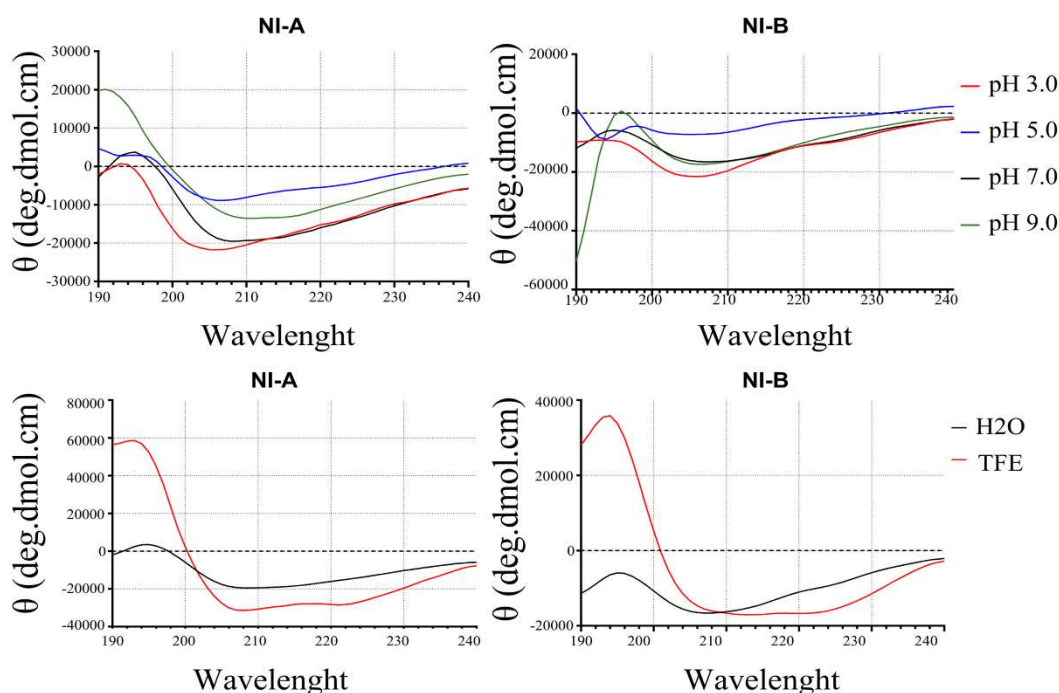 NI-A
θ (deg.dmol.cm)
30000
20000
10000
0
-10000
-20000
-30000
190 200 210 220 230 240
Wavelenght
NI-B
θ (deg.dmol.cm)
20000
0
-20000
-40000
-60000
190 200 210 220 230 240
Wavelenght
pH 3.0
pH 5.0
pH 7.0
pH 9.0
NI-A
θ (deg.dmol.cm)
80000
60000
40000
20000
0
-20000
-40000
190 200 210 220 230 240
Wavelenght
NI-B
θ (deg.dmol.cm)
40000
20000
0
-20000
190 200 210 220 230 240
Wavelenght
H2O
TFE